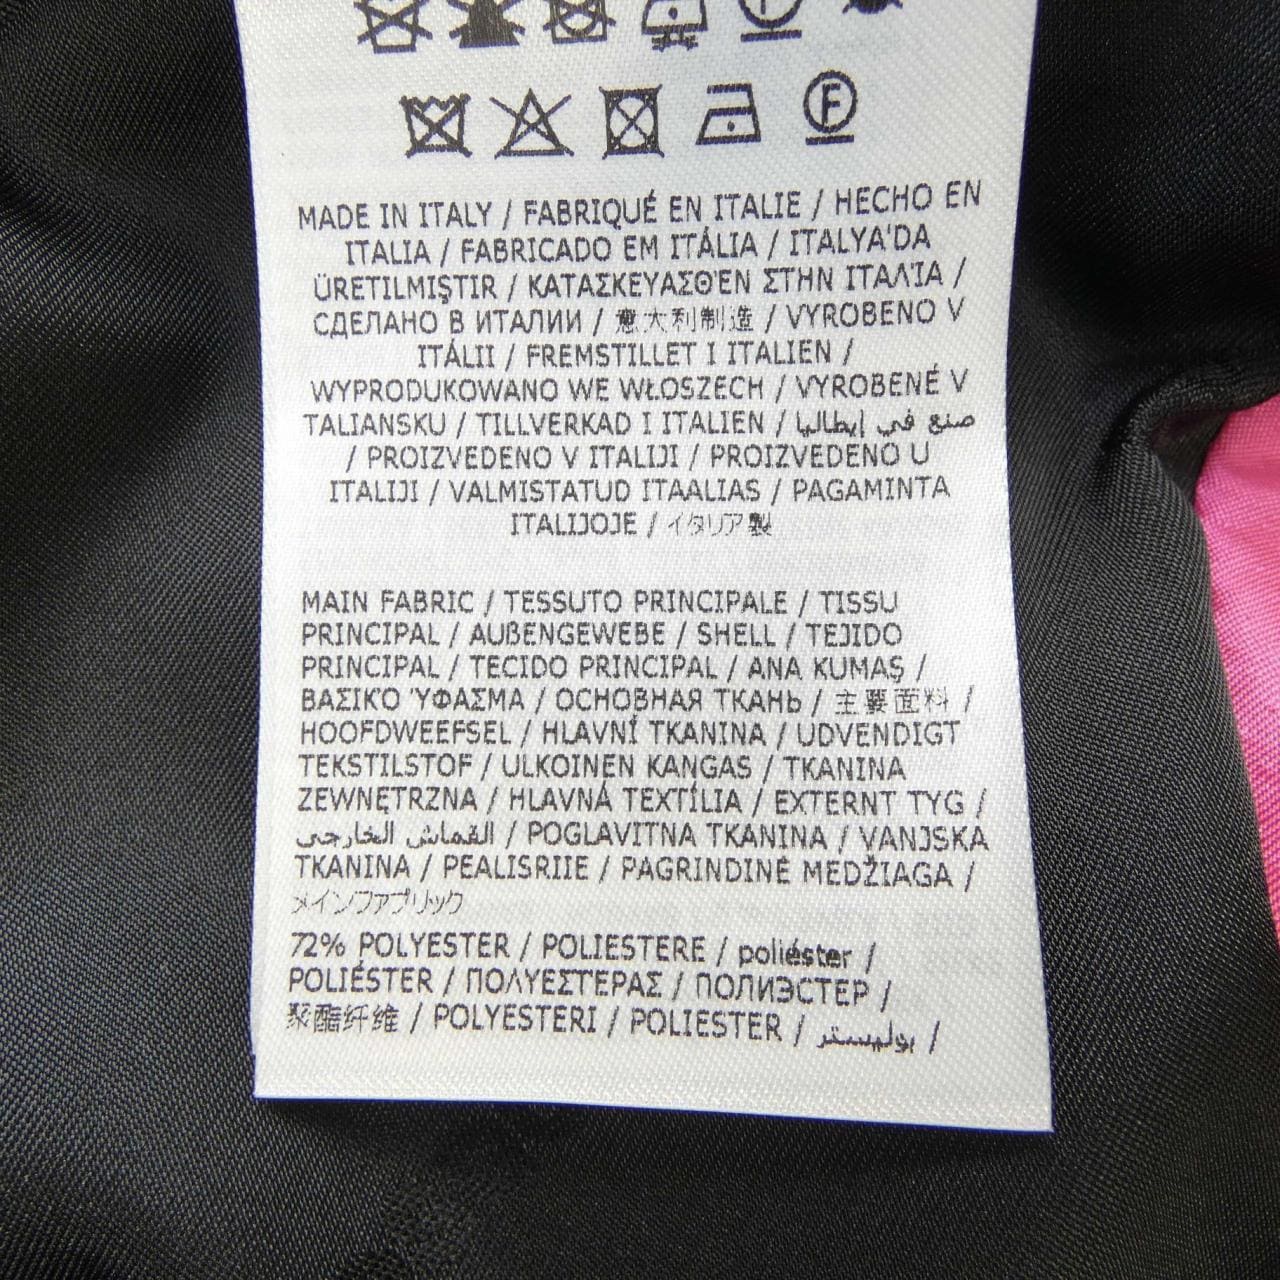 MADE IN ITALY / FABRIQUÉ EN ITALIE / HECHO EN
ITALIA / FABRICADO EM ITÁLIA / ITALYA'DA
ÜRETILMIŞTIR / ΚΑΤΑΣΚΕΥΑΣΘ'ΕΝ ΣΤΗΝ ΙΤΑΛ'ΙΑ /
СДЕЛАНО В ИТАЛИИ / 意大利制造 / VYROBENO V
ITÁLII / FREMSTILLET I ITALIEN /
WYPRODUKOWANO WE WŁOSZECH / VYROBENÉ V
TALIANSKU / TILLVERKAD I ITALIEN / صنع في إيطاليا
/ PROIZVEDENO V ITALIJI / PROIZVEDENO U
ITALIJI / VALMISTATUD ITAALIAS / PAGAMINTA
ITALIJOJE / イタリア製
MAIN FABRIC / TESSUTO PRINCIPALE / TISSU
PRINCIPAL / AUßENGEWEBE / SHELL / TEJIDO
PRINCIPAL / TECIDO PRINCIPAL / ANA KUMAŞ /
ΒΑΣΙΚΌ 'ΥΦΑΣΜΑ / ОСНОВНАЯ ТКАНЬ / 主要面料 /
HOOFDWEEFSEL / HLAVNÍ TKANINA / UDVENDIGT
TEKSTILSTOF / ULKOINEN KANGAS / TKANINA
ZEWNĘTRZNA / HLAVNÁ TEXTÍLIA / EXTERNT TYG /
القماش الخارجي / POGLAVITNA TKANINA / VANJSKA
TKANINA / PEALISRIIE / PAGRINDINĖ MEDŽIAGA /
メインファブリック
72% POLYESTER / POLIESTERE / poliéster /
POLIÉSTER / ΠΟΛΥΕΣΤΕΡΑΣ / ПОЛИЭСТЕР /
聚酯纤维 / POLYESTERI / POLIESTER / بوليستر /